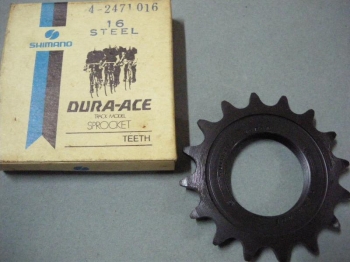 4-2471 016
16
STEEL
SHIMANO
DURA-ACE
TRACK MODEL
SPROCKET
TEETH